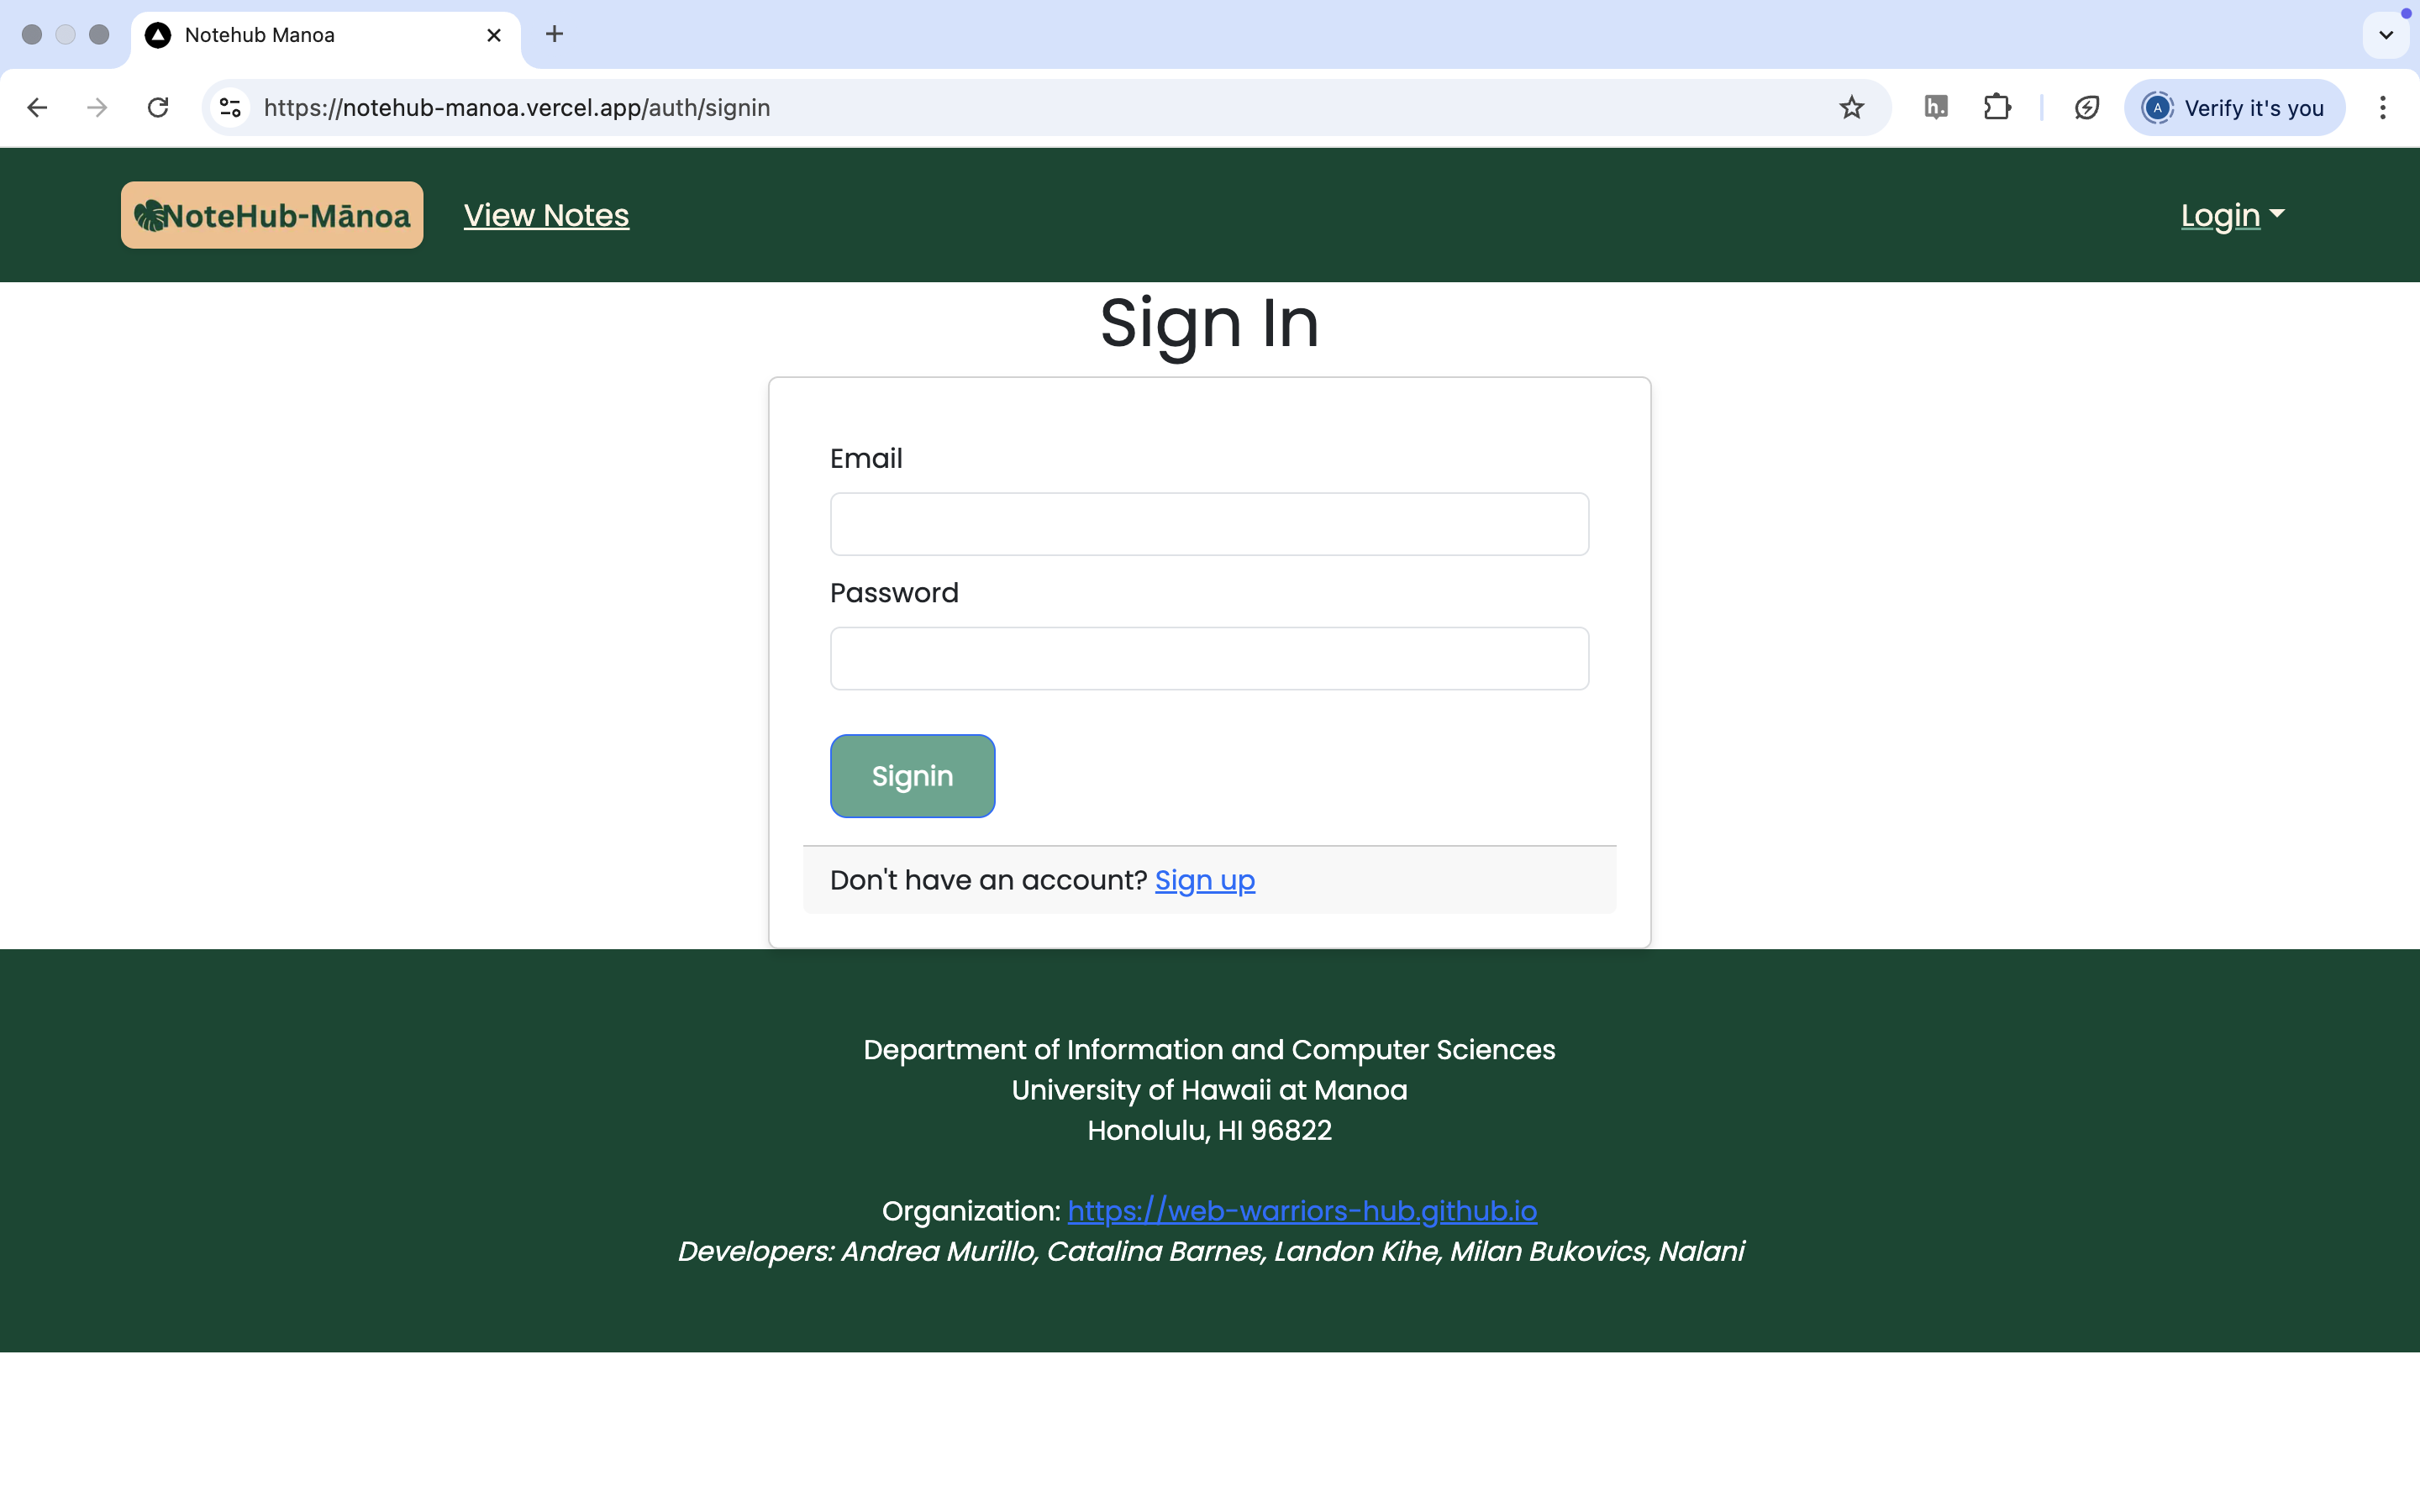 Notehub Manoa
https://notehub-manoa.vercel.app/auth/signin
h.
A
Verify it's you
NoteHub-Mānoa
View Notes
Login
Sign In
Email
Password
Signin
Don't have an account? Sign up
Department of Information and Computer Sciences
University of Hawaii at Manoa
Honolulu, HI 96822
Organization: https://web-warriors-hub.github.io
Developers: Andrea Murillo, Catalina Barnes, Landon Kihe, Milan Bukovics, Nalani